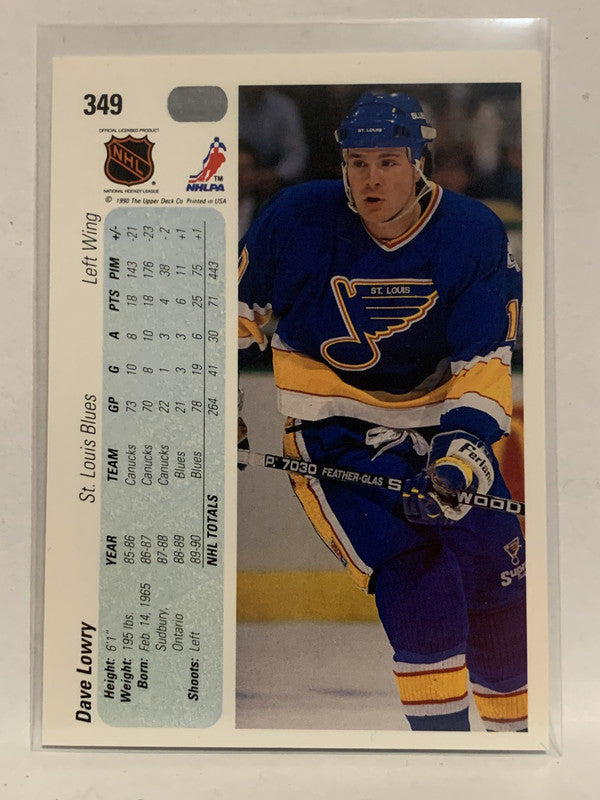 349
OFFICIAL LICENSED PRODUCT
NHL
NATIONAL HOCKEY LEAGUE
NHLPA
TM
© 1990 The Upper Deck Co. Printed in USA
Dave Lowry St. Louis Blues Left Wing
Height: 6'1"
Weight: 195 lbs.
Born: Feb. 14, 1965
Sudbury,
Ontario
Shoots: Left
YEAR TEAM GP G A PTS PIM +/-
85-86 Canucks 73 10 8 18 143 -21
86-87 Canucks 70 8 10 18 176 -23
87-88 Canucks 22 1 3 4 38 -2
88-89 Blues 21 3 3 6 11 +1
89-90 Blues 78 19 6 25 75 +1
NHL TOTALS 264 41 30 71 443
ST. LOUIS
ST. LOUIS
P.7030 FEATHER-GLAS SWOOD